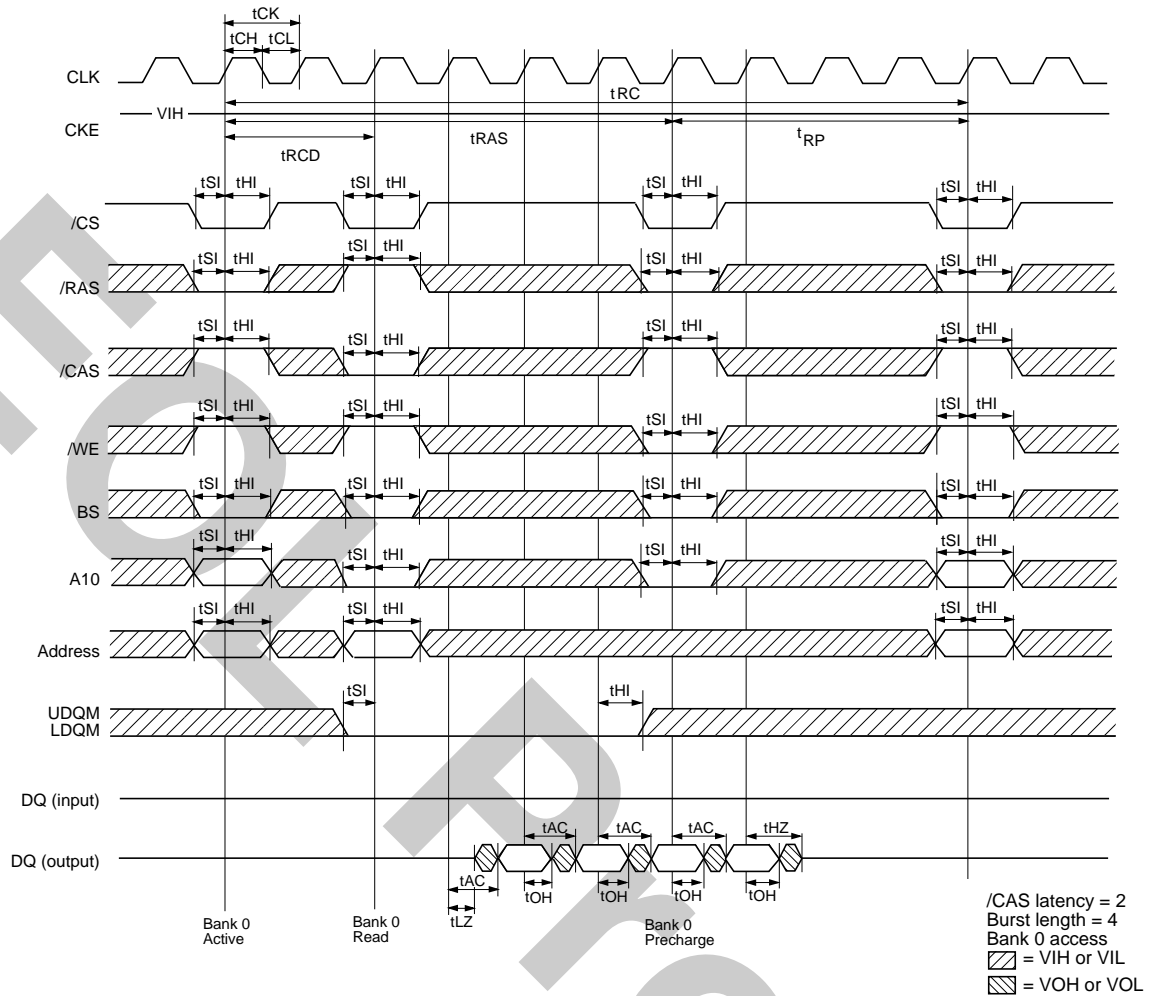 tCK
tCH tCL
CLK
tRC
VIH
CKE
tRAS
tRP
tRCD
tSI tHI tSI tHI tSI tHI tSI tHI
/CS
tSI tHI tSI tHI tSI tHI tSI tHI
/RAS
tSI tHI tSI tHI tSI tHI tSI tHI
/CAS
tSI tHI tSI tHI tSI tHI tSI tHI
/WE
tSI tHI tSI tHI tSI tHI tSI tHI
BS
tSI tHI tSI tHI tSI tHI tSI tHI
A10
tSI tHI tSI tHI tSI tHI
Address
tSI tHI
UDQM
LDQM
DQ (input)
tAC tAC tAC tHZ
DQ (output)
tAC
tOH tOH tOH tOH
tLZ
Bank 0
Active
Bank 0
Read
Bank 0
Precharge
/CAS latency = 2
Burst length = 4
Bank 0 access
= VIH or VIL
= VOH or VOL
EOL Pro